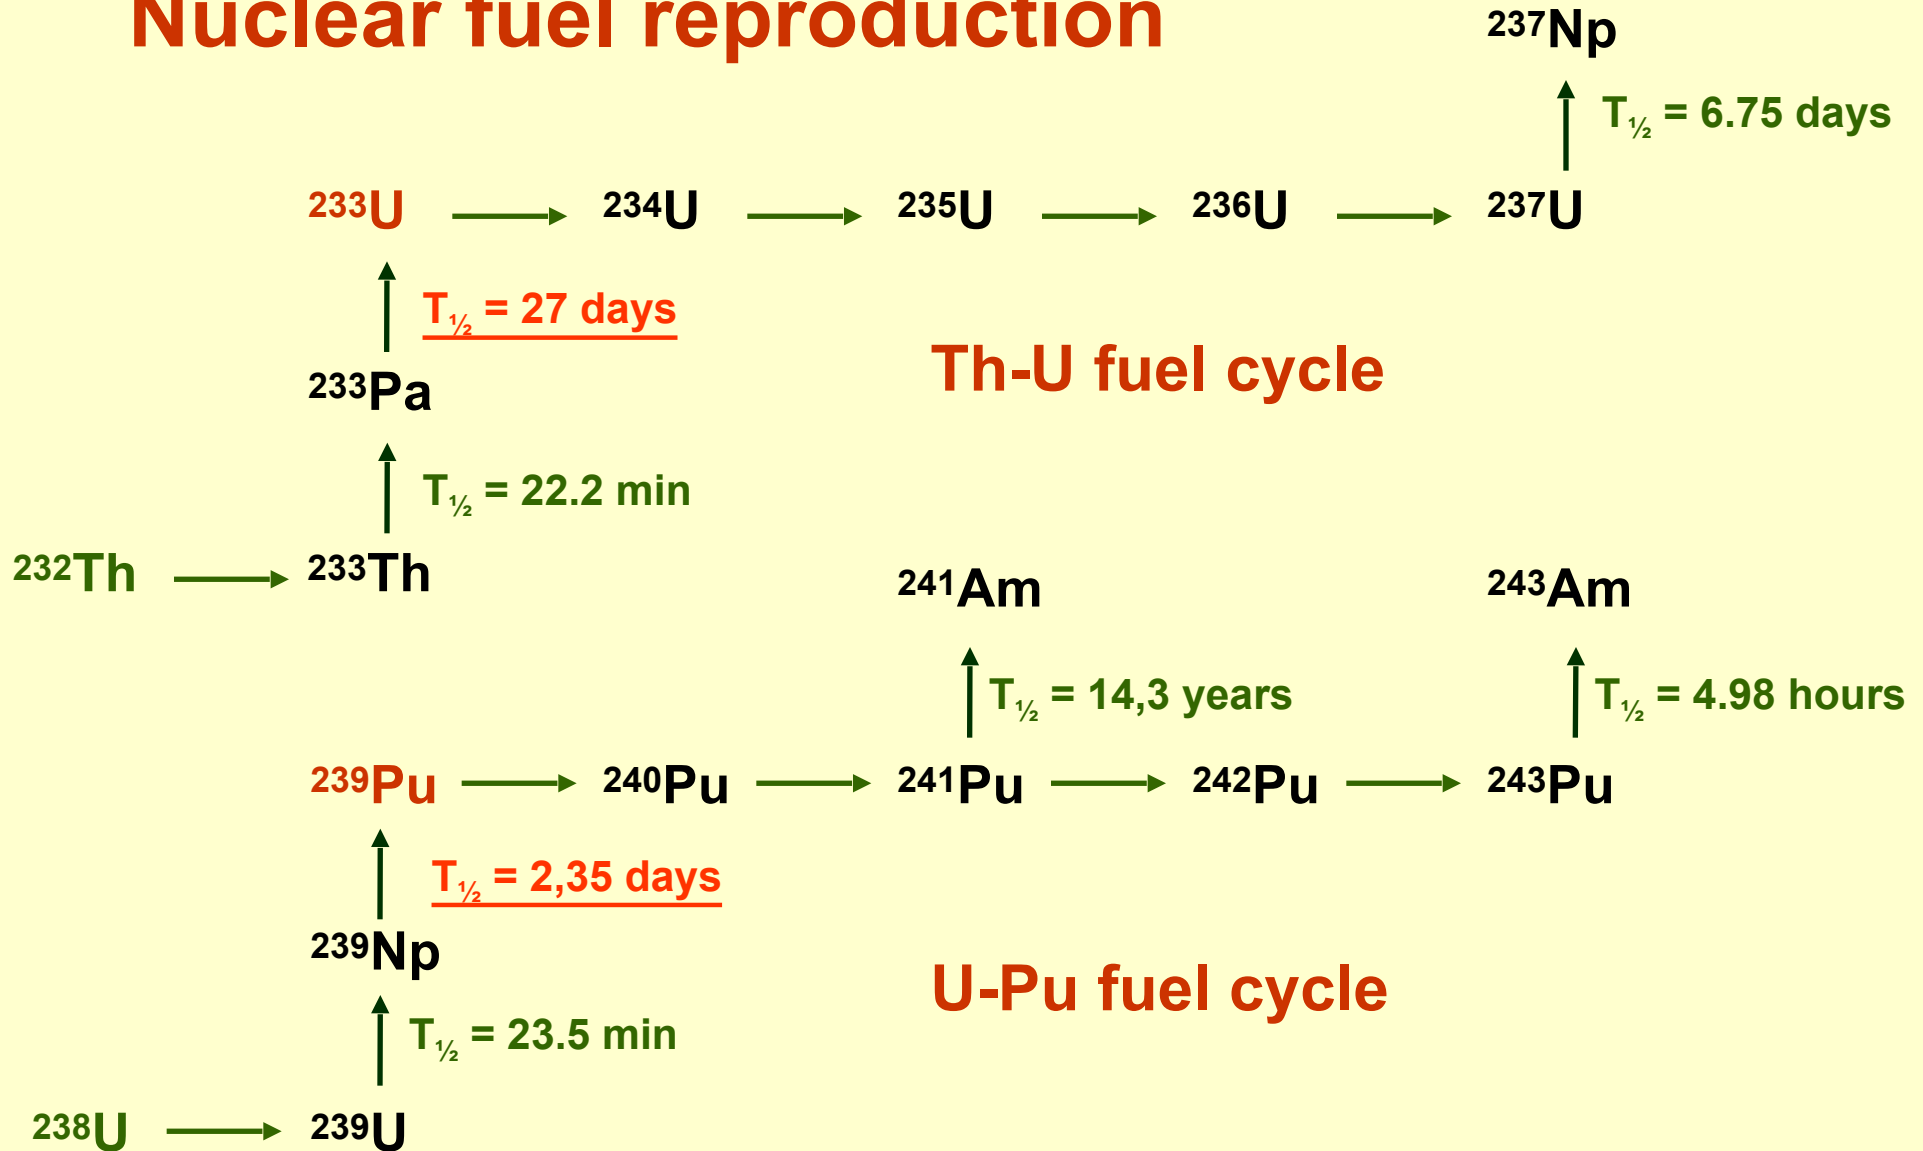 Nuclear fuel reproduction
²³⁷Np
T½ = 6.75 days
²³³U ²³⁴U ²³⁵U ²³⁶U ²³⁷U
T½ = 27 days
Th-U fuel cycle
²³³Pa
T½ = 22.2 min
²³²Th ²³³Th
²⁴¹Am ²⁴³Am
T½ = 14,3 years T½ = 4.98 hours
²³⁹Pu ²⁴⁰Pu ²⁴¹Pu ²⁴²Pu ²⁴³Pu
T½ = 2,35 days
²³⁹Np
U-Pu fuel cycle
T½ = 23.5 min
²³⁸U ²³⁹U